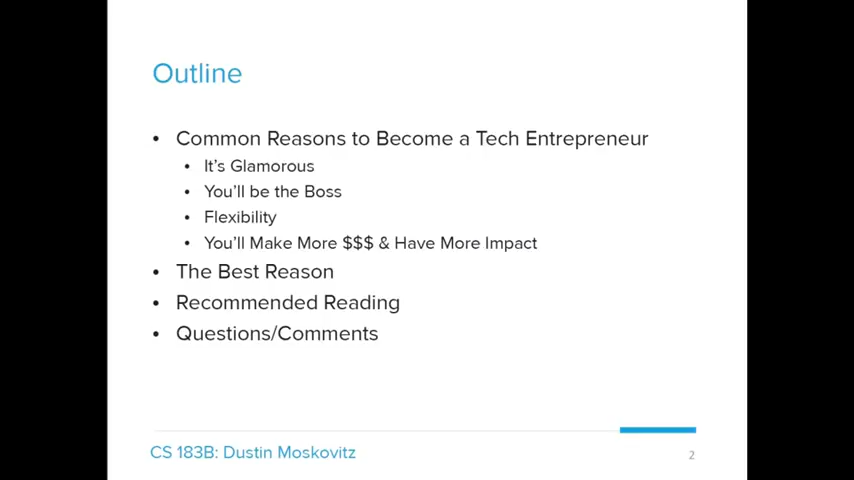 Outline
• Common Reasons to Become a Tech Entrepreneur
• It's Glamorous
• You'll be the Boss
• Flexibility
• You'll Make More $$$ & Have More Impact
• The Best Reason
• Recommended Reading
• Questions/Comments
CS 183B: Dustin Moskovitz
2